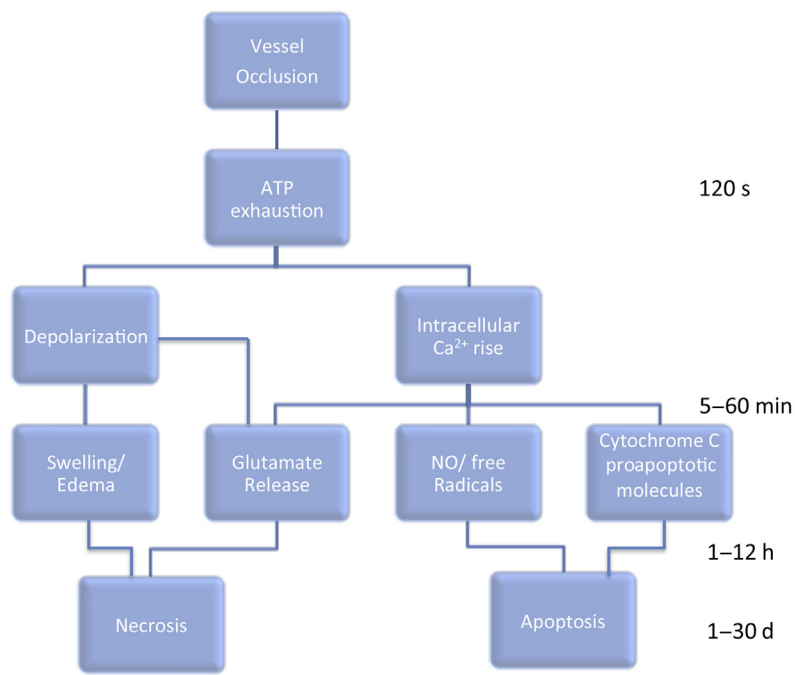 Vessel
Occlusion
ATP
exhaustion
120 s
Depolarization
Intracellular
Ca²⁺ rise
5–60 min
Swelling/
Edema
Glutamate
Release
NO/ free
Radicals
Cytochrome C
proapoptotic
molecules
1–12 h
Necrosis
Apoptosis
1–30 d